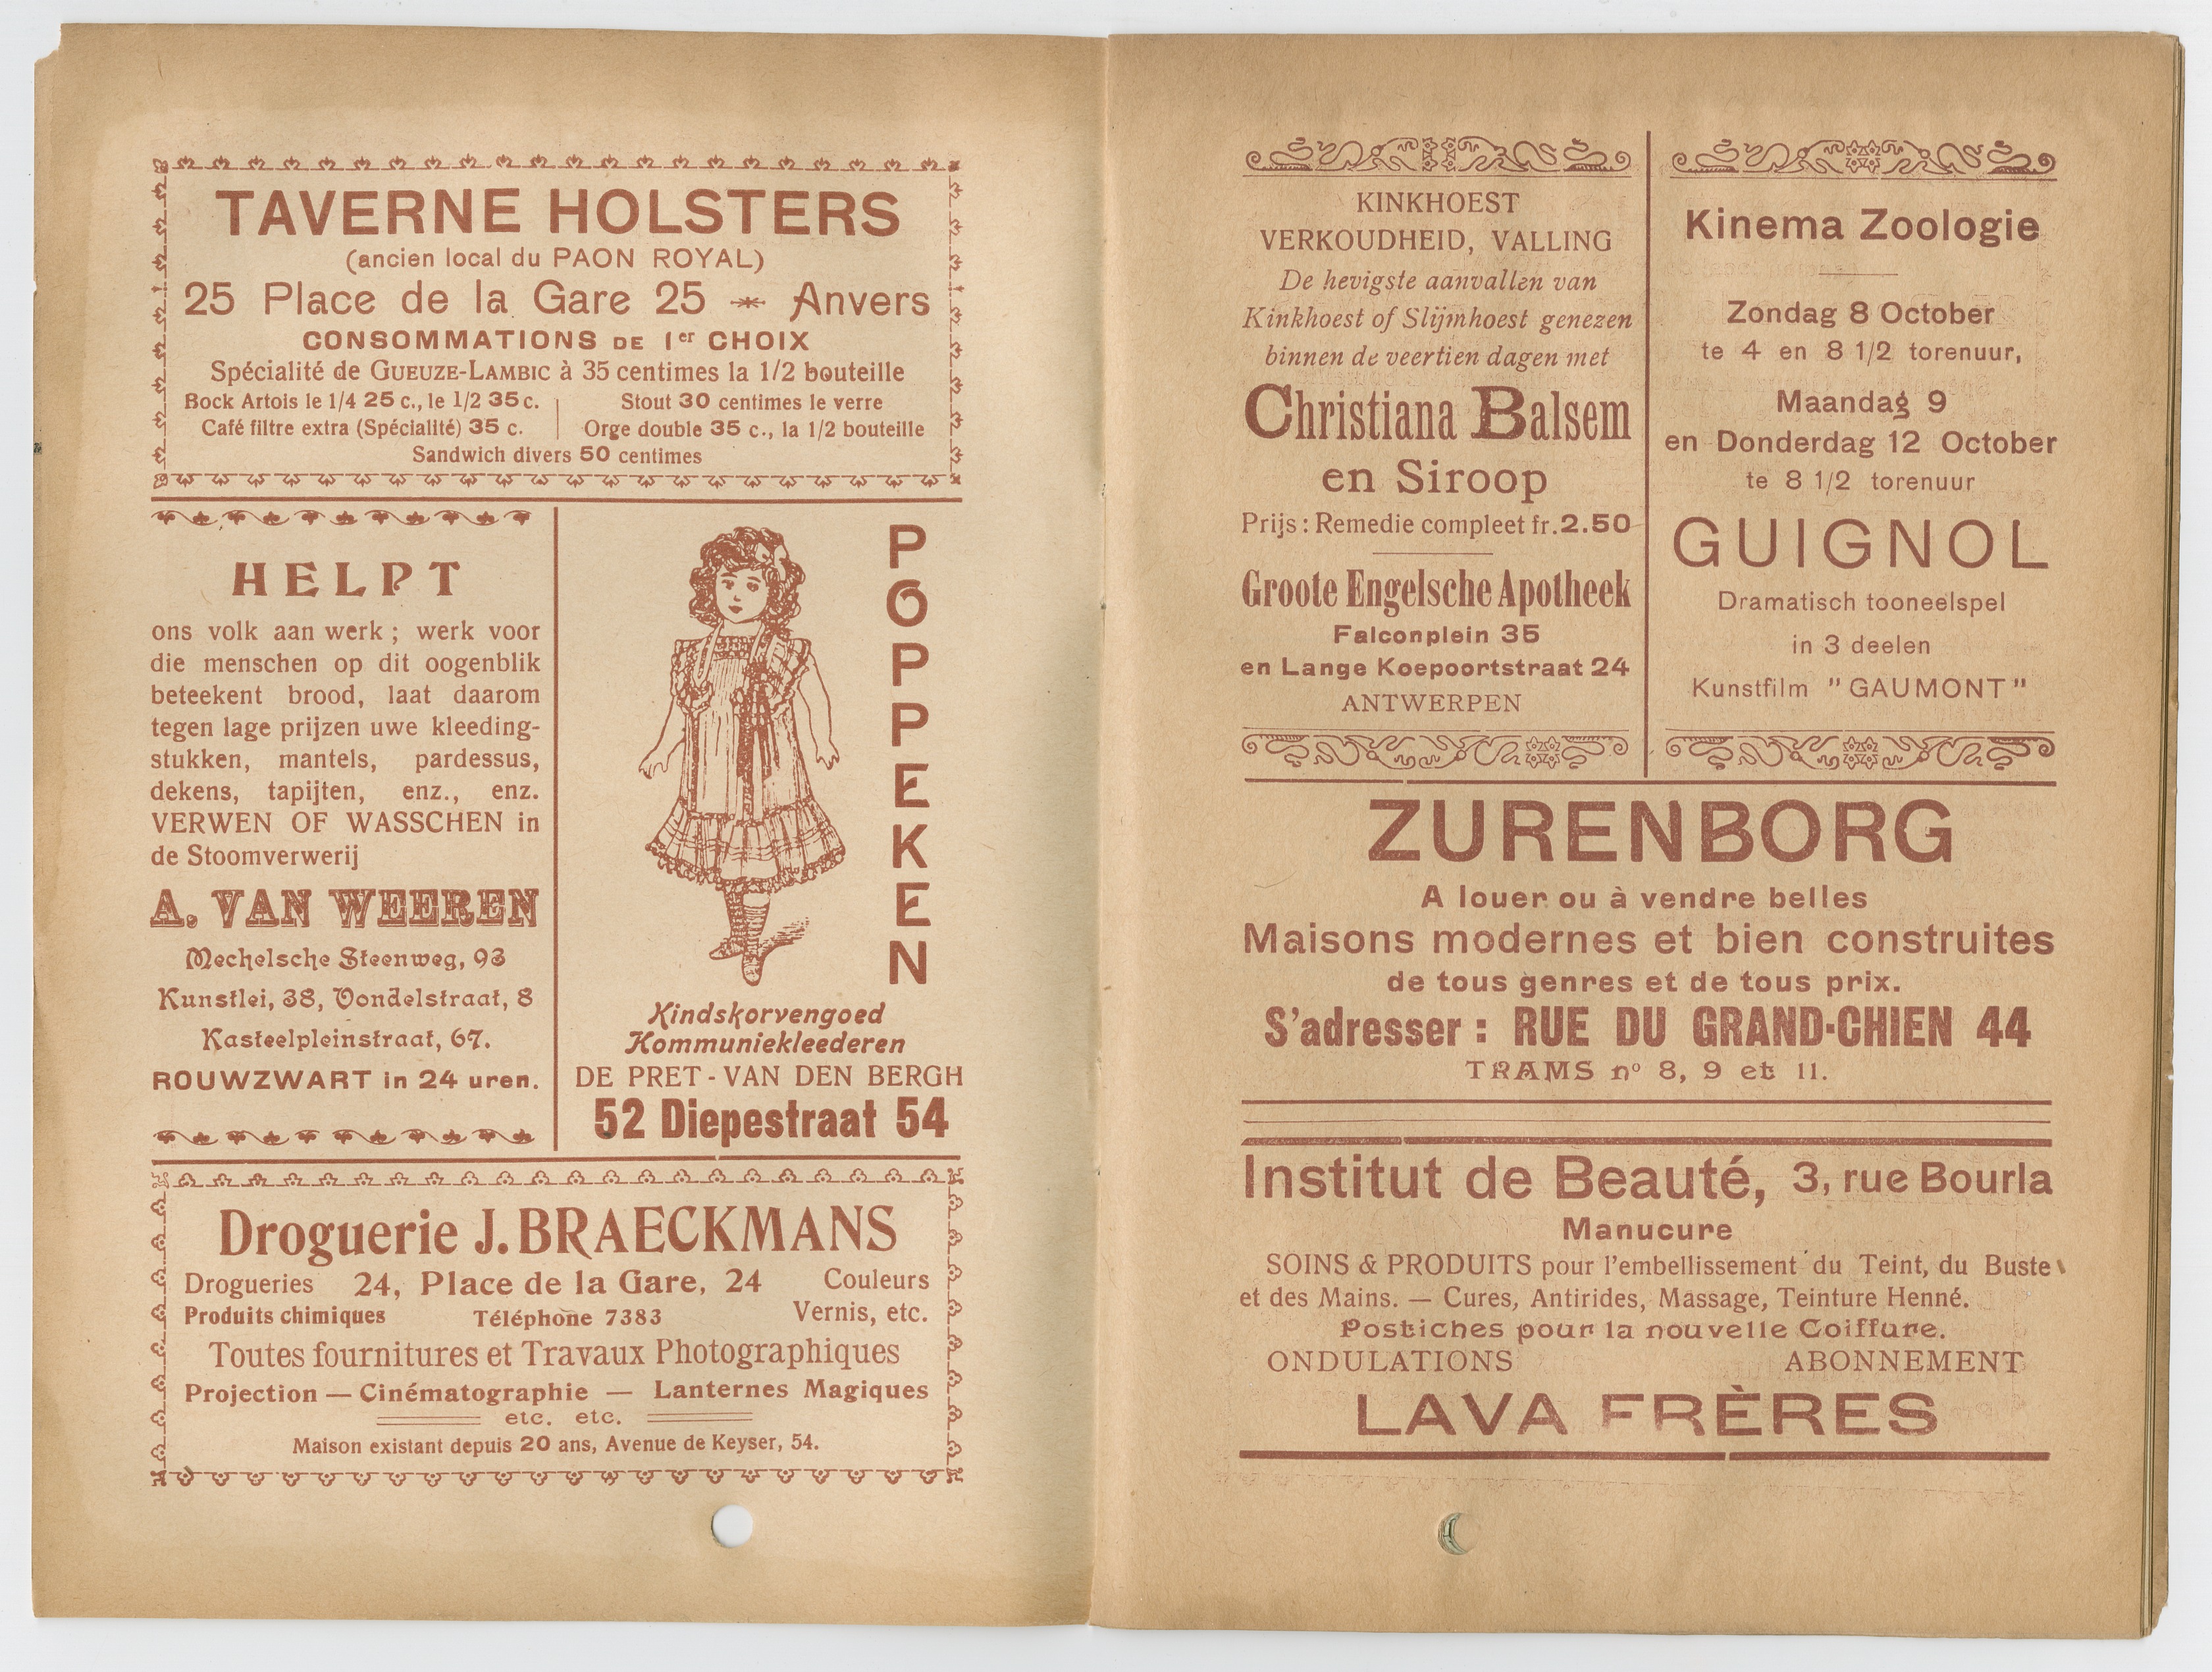 TAVERNE HOLSTERS
(ancien local du PAON ROYAL)
25 Place de la Gare 25 Anvers
CONSOMMATIONS DE 1er CHOIX
Spécialité de GUEUZE-LAMBIC à 35 centimes la 1/2 bouteille
Bock Artois le 1/4 25 c., le 1/2 35 c.
Café filtre extra (Spécialité) 35 c.
Stout 30 centimes le verre
Orge double 35 c., la 1/2 bouteille
Sandwich divers 50 centimes
HELPT
ons volk aan werk ; werk voor
die menschen op dit oogenblik
beteekent brood, laat daarom
tegen lage prijzen uwe kleeding-
stukken, mantels, pardessus,
dekens, tapijten, enz., enz.
VERWEN OF WASSCHEN in
de Stoomverwerij
A. VAN WEEREN
Mechelsche Steenweg, 93
Kunstlei, 38, Vondelstraat, 8
Kasteelpleinstraat, 67.
ROUWZWART in 24 uren.
POPPEKEN
Kindskorvengoed
Kommuniekleederen
DE PRET - VAN DEN BERGH
52 Diepestraat 54
Droguerie J. BRAECKMANS
Drogueries 24, Place de la Gare, 24 Couleurs
Produits chimiques Téléphone 7383 Vernis, etc.
Toutes fournitures et Travaux Photographiques
Projection — Cinématographie — Lanternes Magiques
etc. etc.
Maison existant depuis 20 ans, Avenue de Keyser, 54.
KINKHOEST
VERKOUDHEID, VALLING
De hevigste aanvallen van
Kinkhoest of Slijmhoest genezen
binnen de veertien dagen met
Christiana Balsem
en Siroop
Prijs : Remedie compleet fr. 2.50
Groote Engelsche Apotheek
Falconplein 35
en Lange Koepoortstraat 24
ANTWERPEN
Kinema Zoologie
Zondag 8 October
te 4 en 8 1/2 torenuur,
Maandag 9
en Donderdag 12 October
te 8 1/2 torenuur
GUIGNOL
Dramatisch tooneelspel
in 3 deelen
Kunstfilm "GAUMONT"
ZURENBORG
A louer ou à vendre belles
Maisons modernes et bien construites
de tous genres et de tous prix.
S'adresser : RUE DU GRAND-CHIEN 44
TRAMS nº 8, 9 et 11.
Institut de Beauté, 3, rue Bourla
Manucure
SOINS & PRODUITS pour l'embellissement du Teint, du Buste
et des Mains. — Cures, Antirides, Massage, Teinture Henné.
Postiches pour la nouvelle Coiffure.
ONDULATIONS ABONNEMENT
LAVA FRÈRES